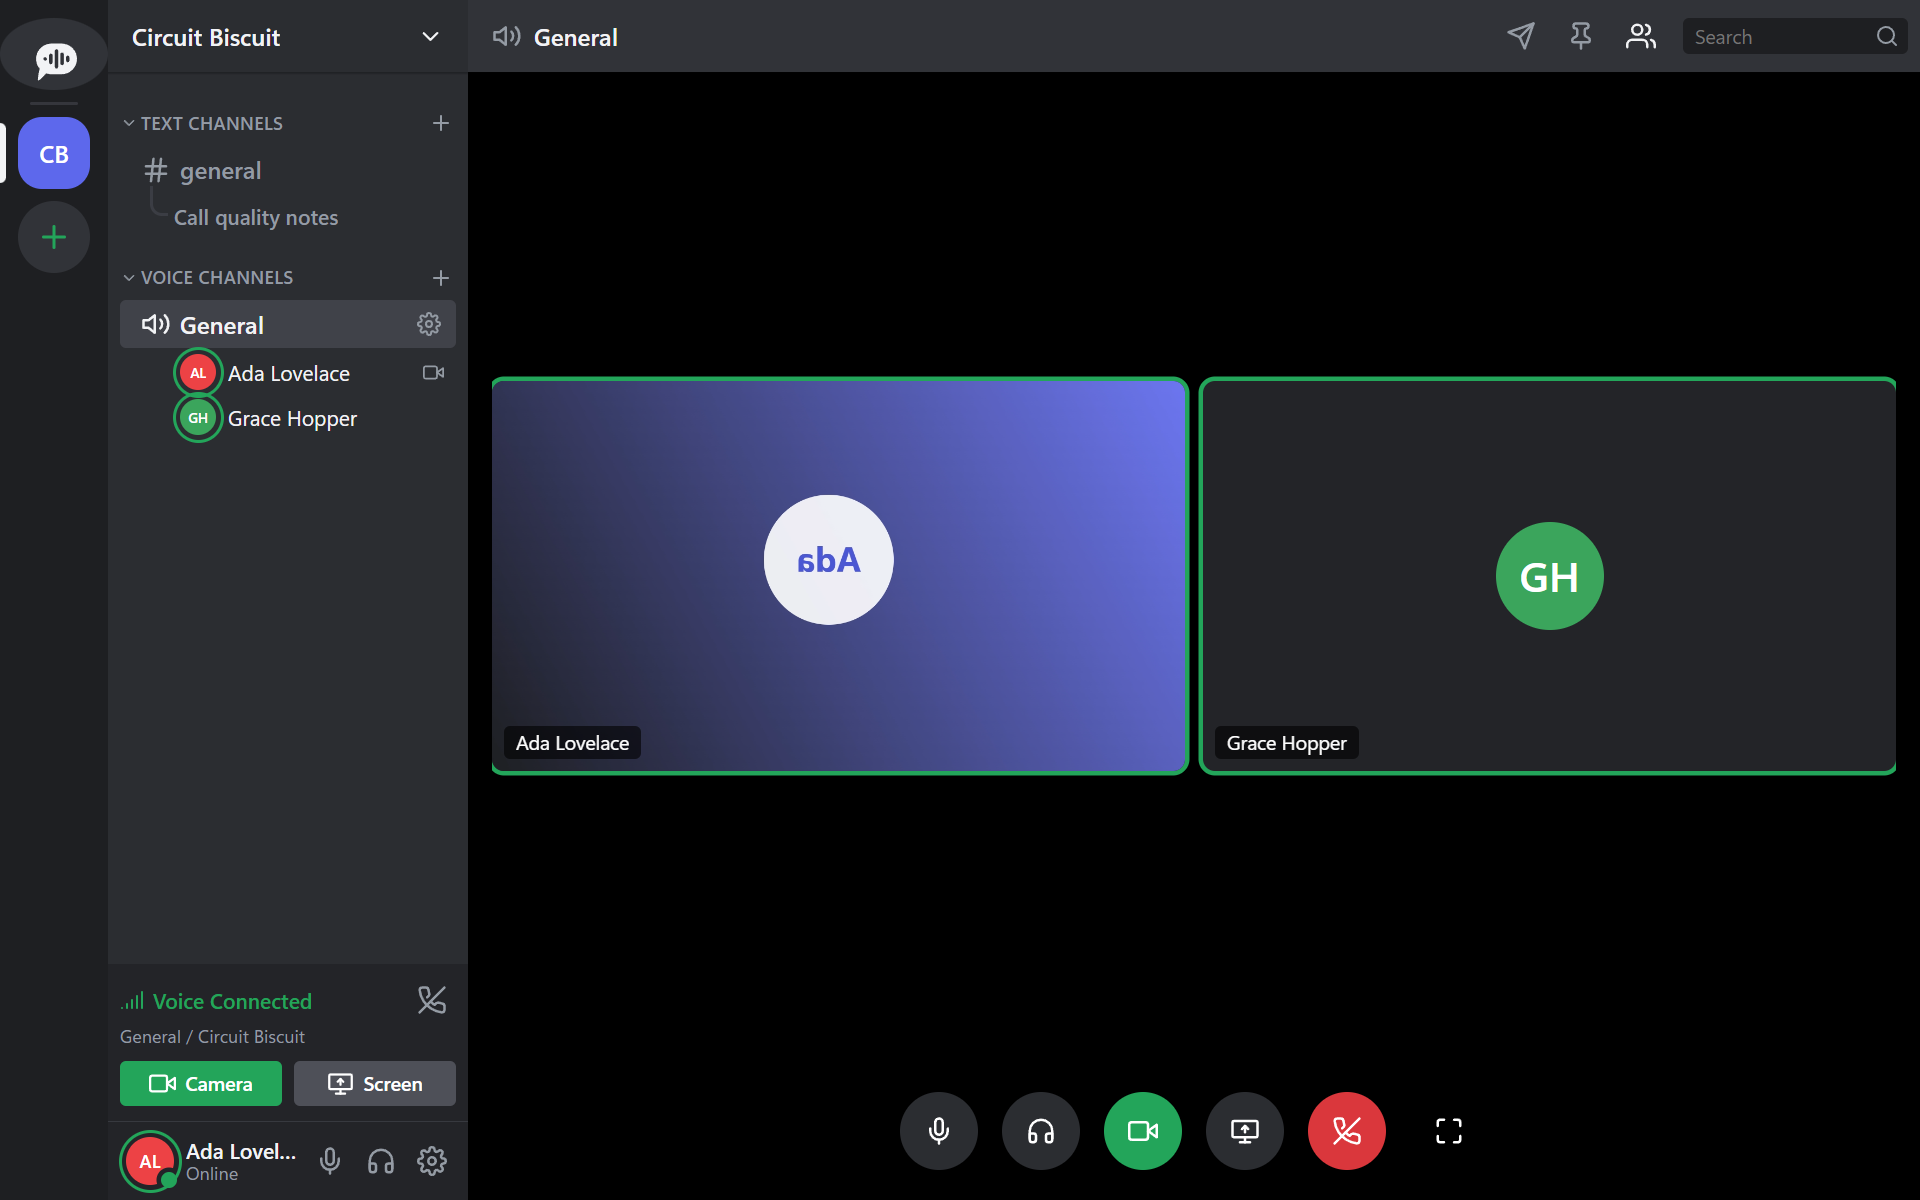 Circuit Biscuit
General
Search
CB
TEXT CHANNELS
general
Call quality notes
VOICE CHANNELS
General
AL Ada Lovelace
GH Grace Hopper
Ada
Ada Lovelace
GH
Grace Hopper
Voice Connected
General / Circuit Biscuit
Camera
Screen
AL
Ada Lovel...
Online